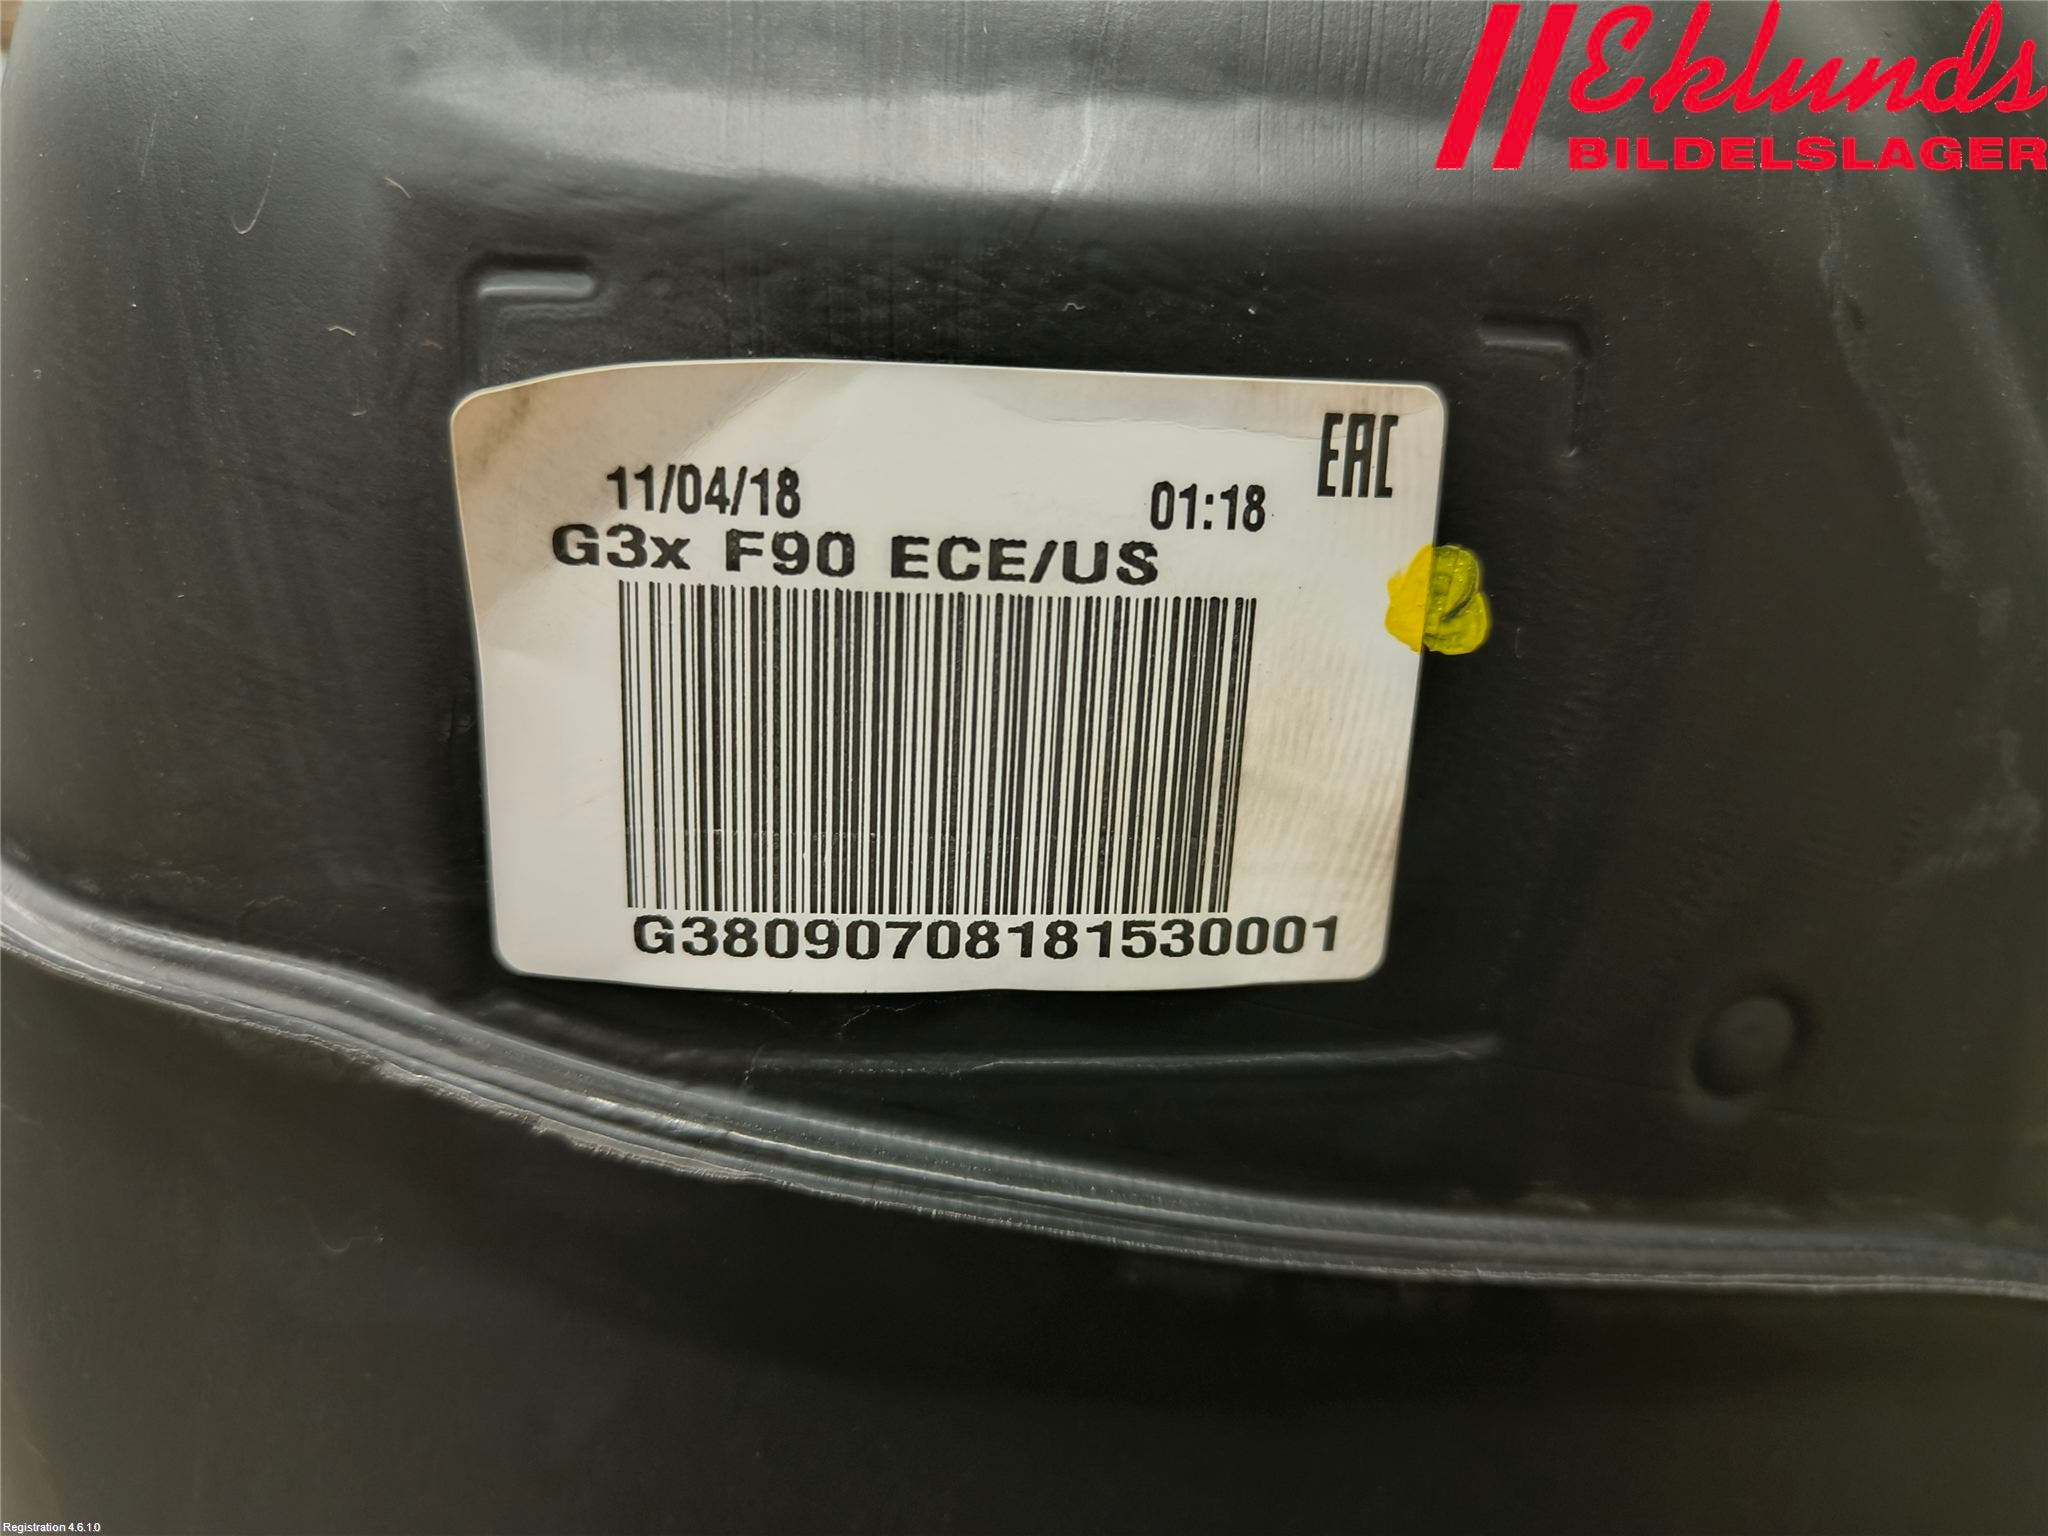 Eklunds
BILDELSLAGER
EAC
11/04/18 01:18
G3x F90 ECE/US
G38090708181530001
Registration 4.6.1.0